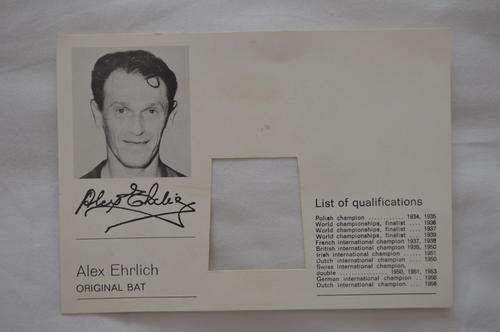 Alex Ehrlich
Alex Ehrlich
ORIGINAL BAT
List of qualifications
Polish champion ........... 1934, 1935
World championships, finalist .... 1936
World championships, finalist .... 1937
World championships, finalist .... 1939
French international champion 1937, 1938
British international champion 1935, 1950
Irish international champion ..... 1951
Dutch international champion .... 1950
Swiss international champion,
double ............. 1950, 1951, 1953
German international champion .. 1956
Dutch international champion .... 1956